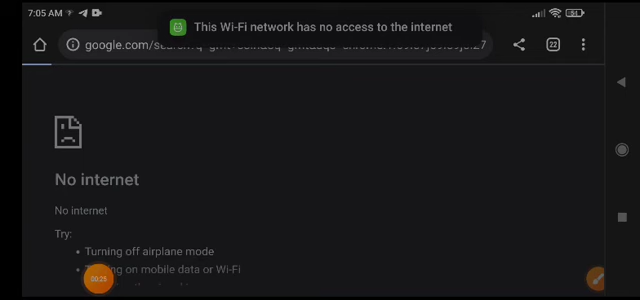 7:05 AM
This Wi-Fi network has no access to the internet
22
No internet
No internet
Try:
• Turning off airplane mode
on mobile data or Wi-Fi
00:25